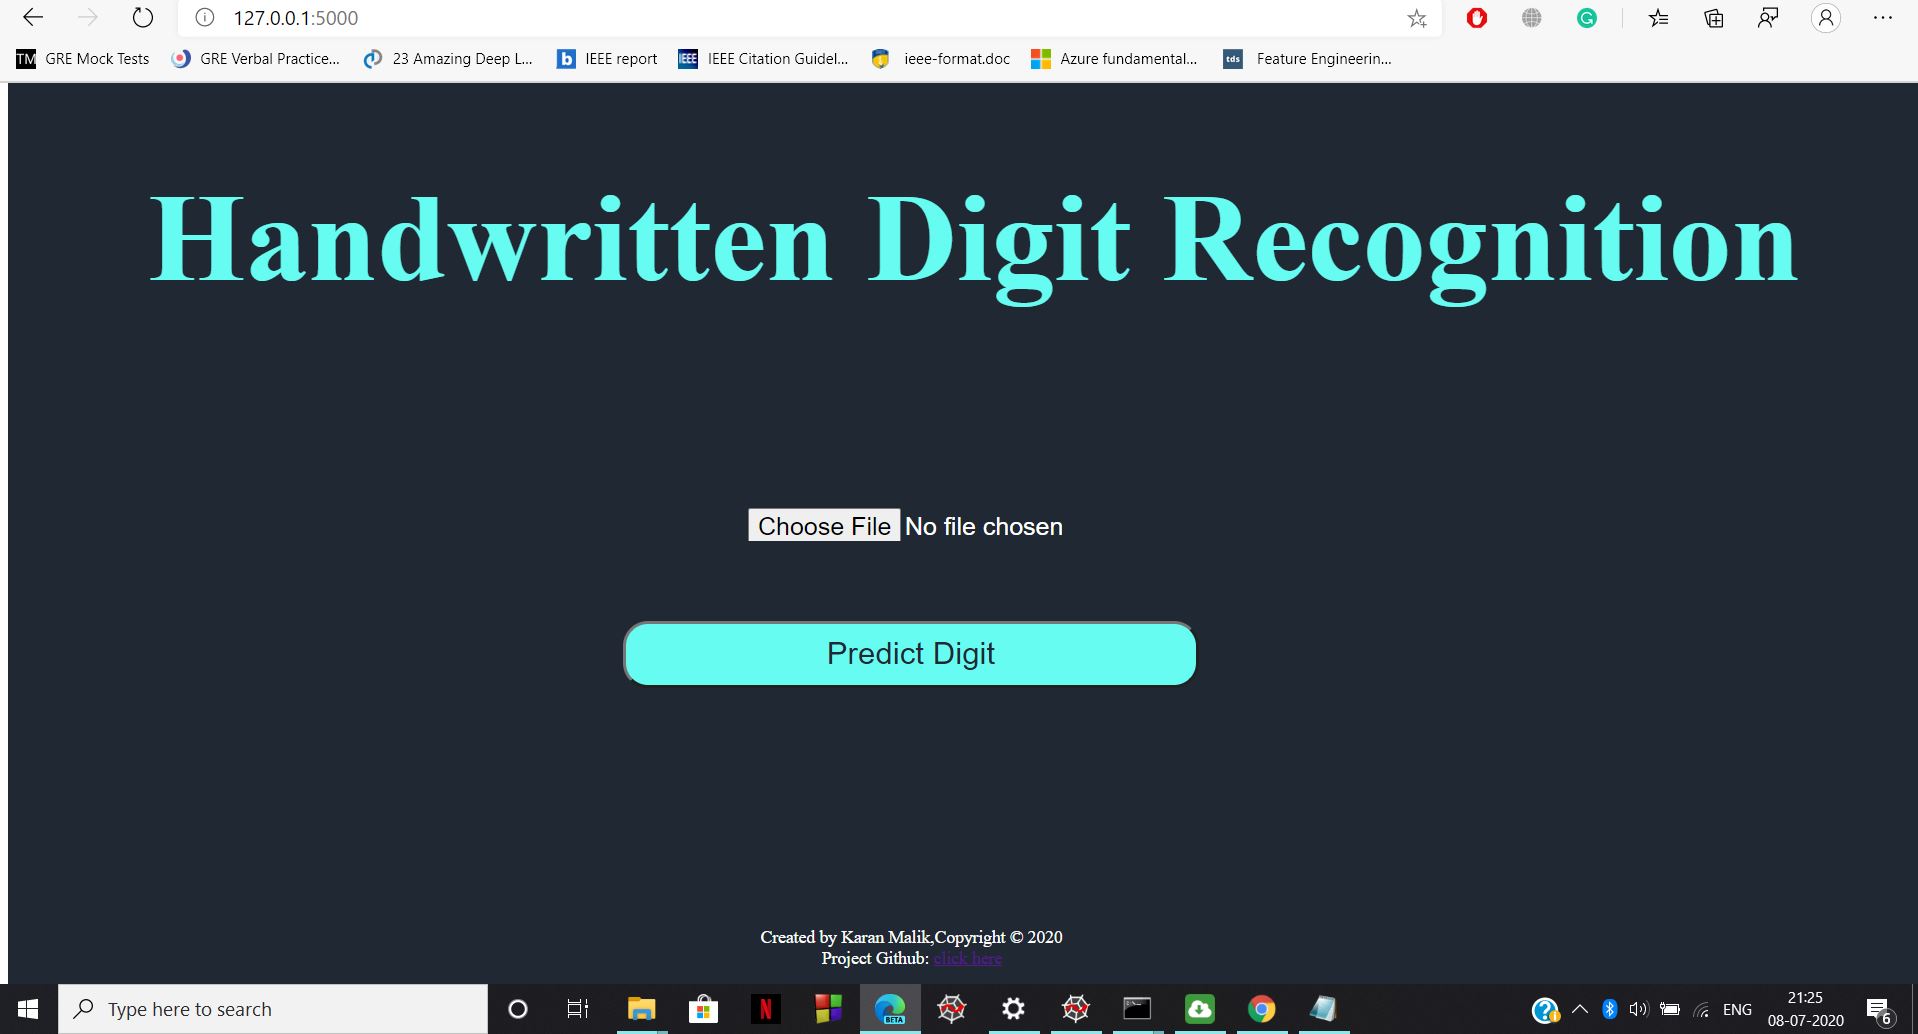 127.0.0.1:5000
TM GRE Mock Tests GRE Verbal Practice... 23 Amazing Deep L... b IEEE report IEEE IEEE Citation Guidel... ieee-format.doc Azure fundamental... tds Feature Engineerin...
Handwritten Digit Recognition
Choose File No file chosen
Predict Digit
Created by Karan Malik,Copyright © 2020
Project Github: click here
Type here to search N BETA ENG 21:25
08-07-2020 6